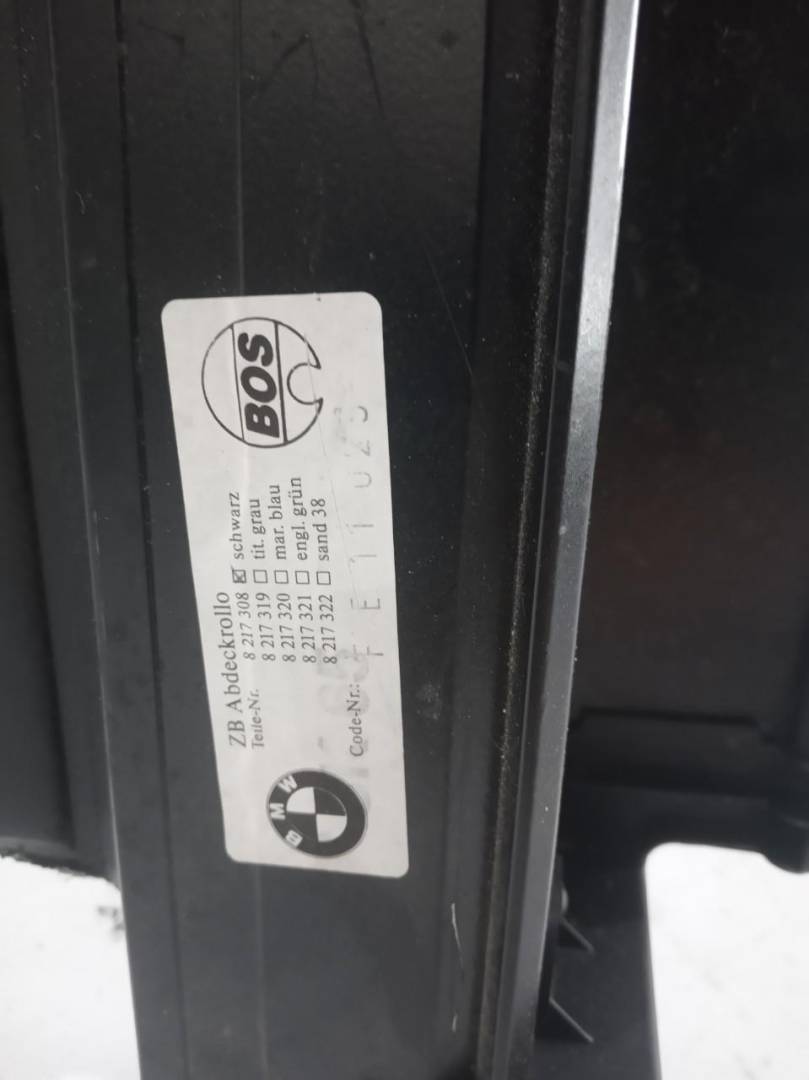 ZB Abdeckrollo
Teile-Nr. 8 217 308 ☑ schwarz
8 217 319 ☐ tit. grau
8 217 320 ☐ mar. blau
8 217 321 ☐ engl. grün
8 217 322 ☐ sand 38
Code-Nr.:
BMW
BOS